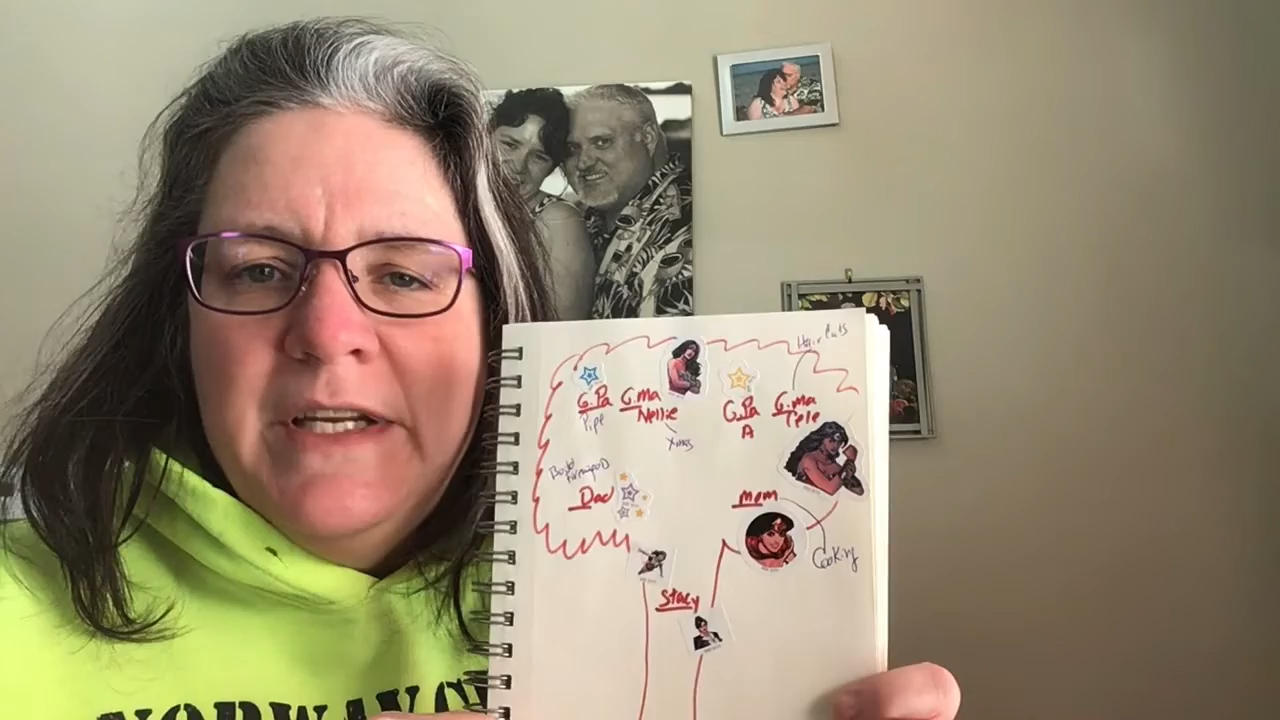 Hair Cuts
G.Pa G.Ma
Pipe Nellie
Xmas
G.Pa G.Ma
A Tele
Dad
Mom
Cooking
Stacy